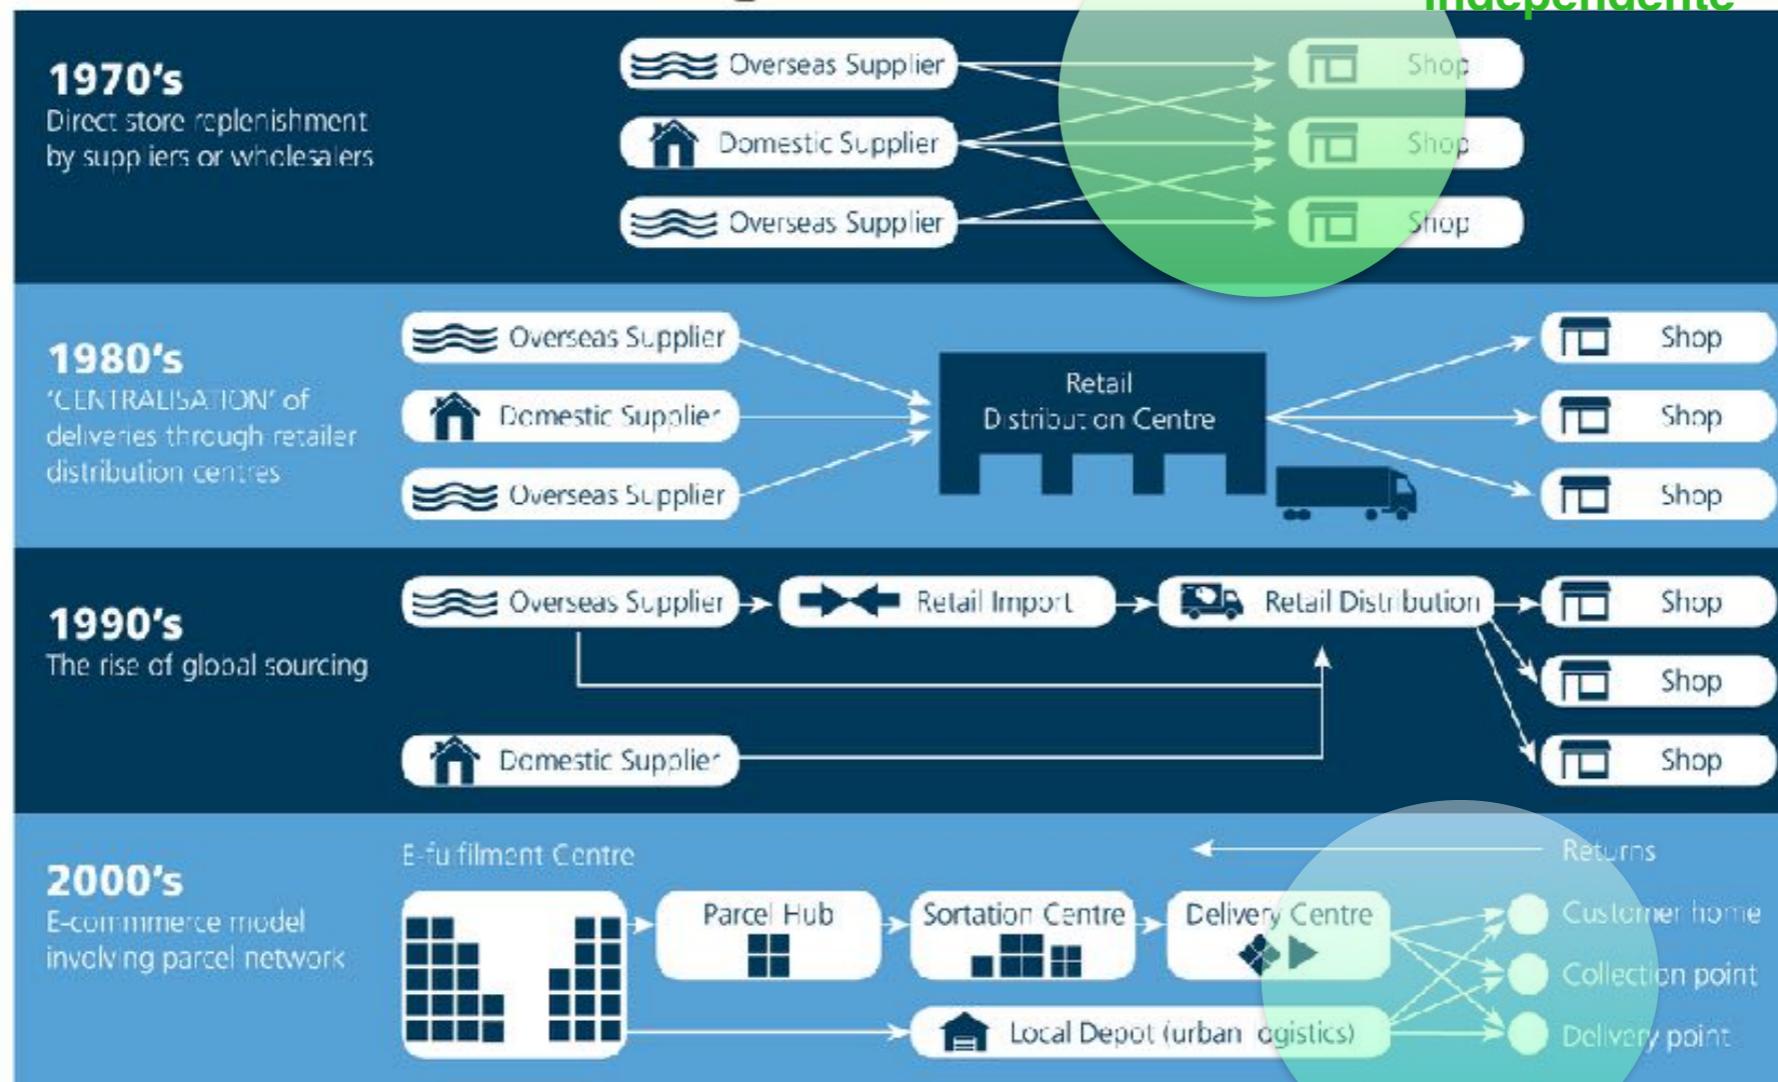 Independente
1970's
Direct store replenishment
by suppliers or wholesalers
Overseas Supplier
Domestic Supplier
Overseas Supplier
Shop
Shop
Shop
1980's
'CENTRALISATION' of
deliveries through retailer
distribution centres
Overseas Supplier
Domestic Supplier
Overseas Supplier
Retail
Distribution Centre
Shop
Shop
Shop
1990's
The rise of global sourcing
Overseas Supplier
Retail Import
Retail Distribution
Domestic Supplier
Shop
Shop
Shop
2000's
E-commmerce model
involving parcel network
E-fulfilment Centre
Parcel Hub
Sortation Centre
Delivery Centre
Local Depot (urban logistics)
Returns
Customer home
Collection point
Delivery point